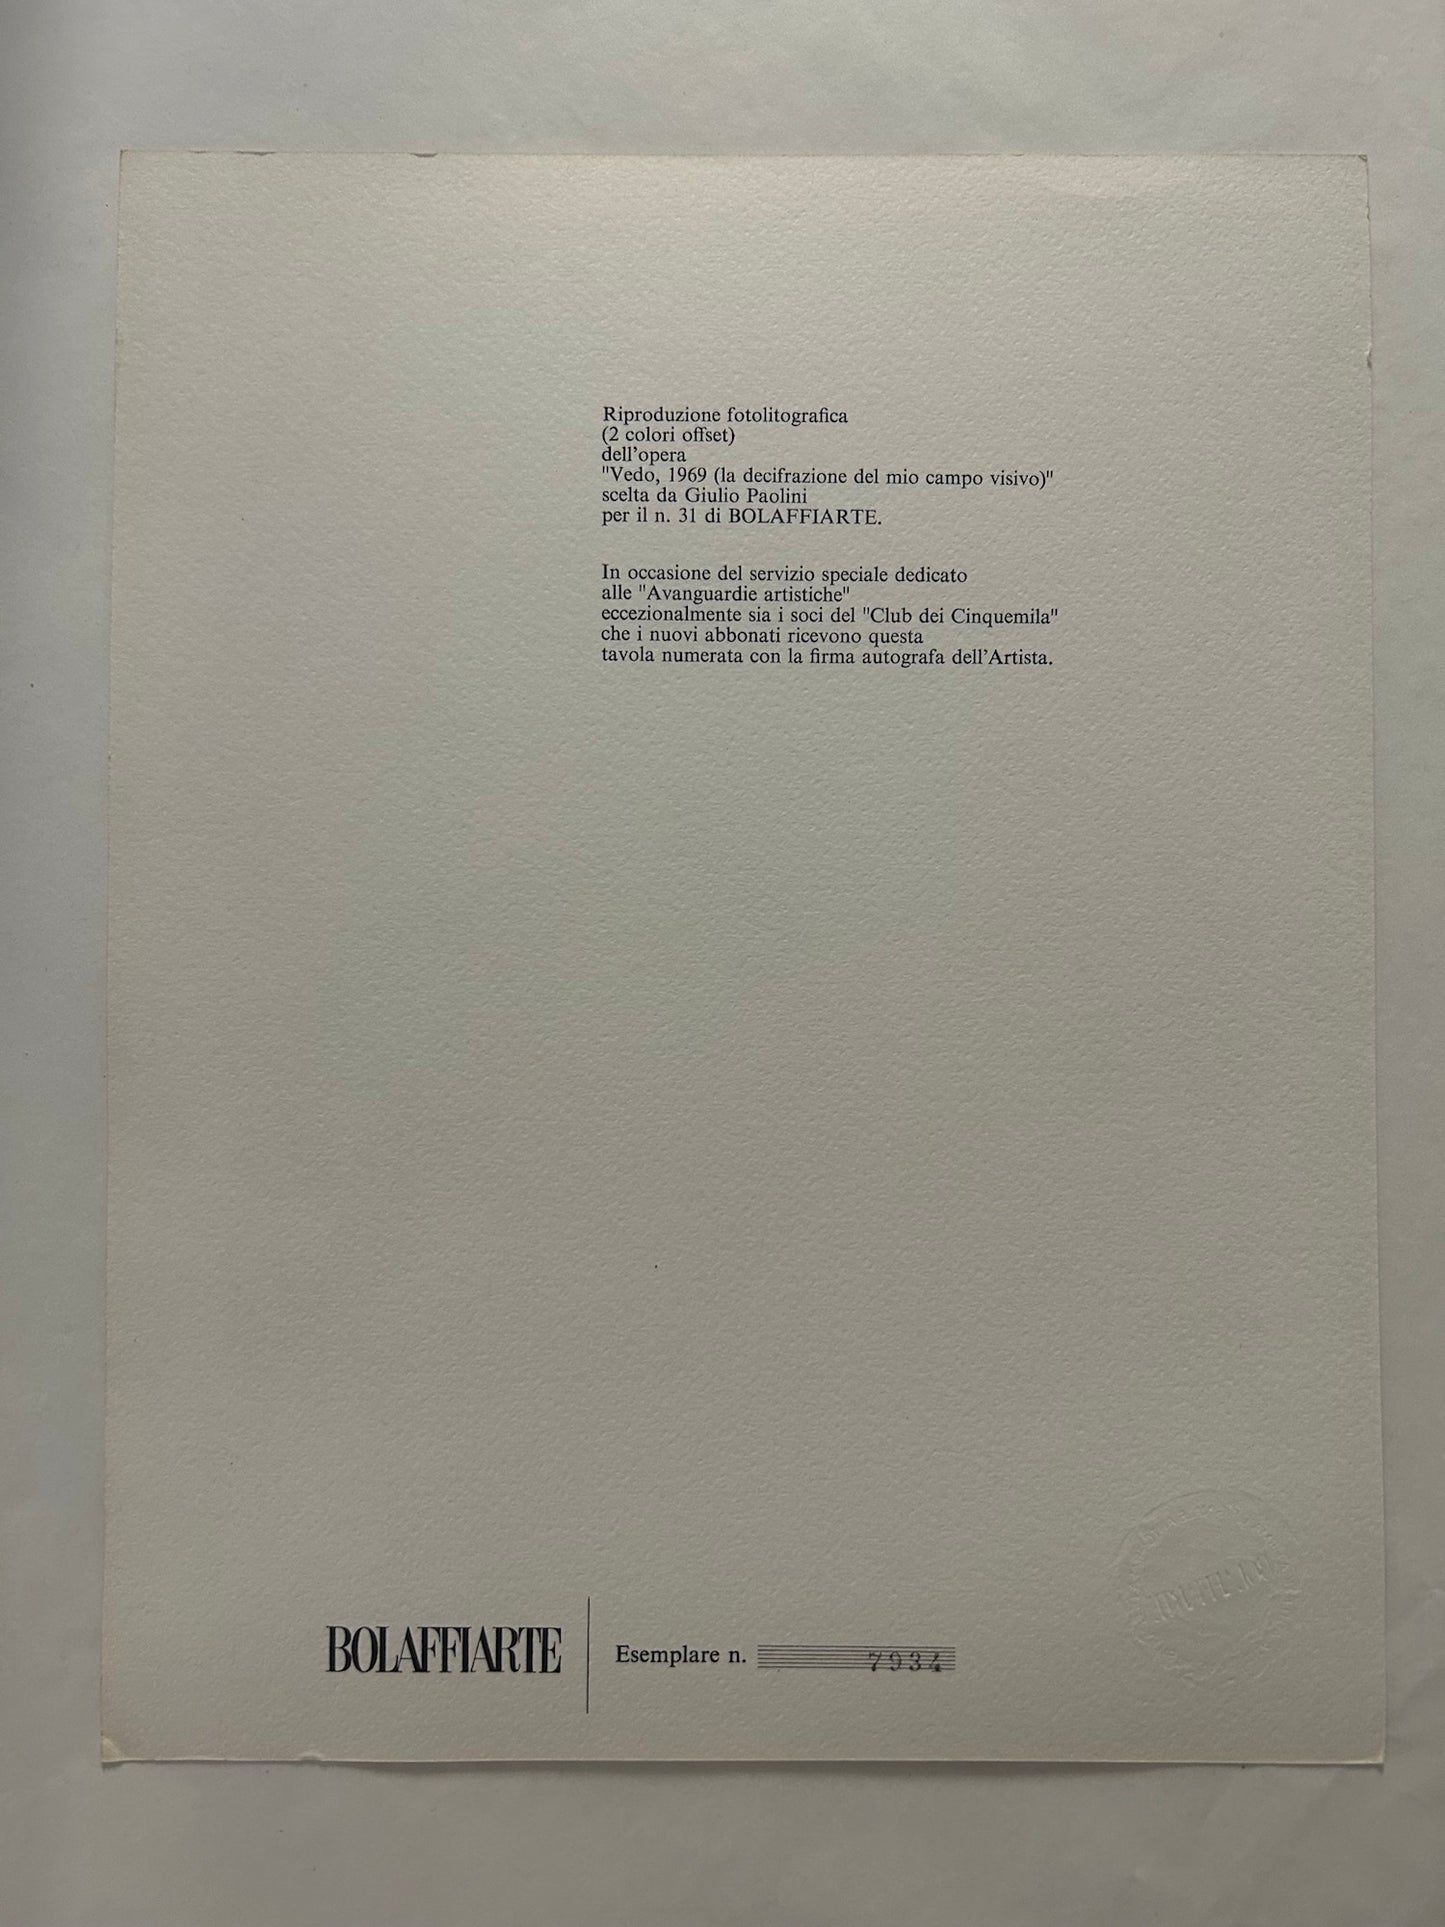 Riproduzione fotolitografica
(2 colori offset)
dell'opera
"Vedo, 1969 (la decifrazione del mio campo visivo)"
scelta da Giulio Paolini
per il n. 31 di BOLAFFIARTE.
In occasione del servizio speciale dedicato
alle "Avanguardie artistiche"
eccezionalmente sia i soci del "Club dei Cinquemila"
che i nuovi abbonati ricevono questa
tavola numerata con la firma autografa dell'Artista.
BOLAFFIARTE
Esemplare n. 7934